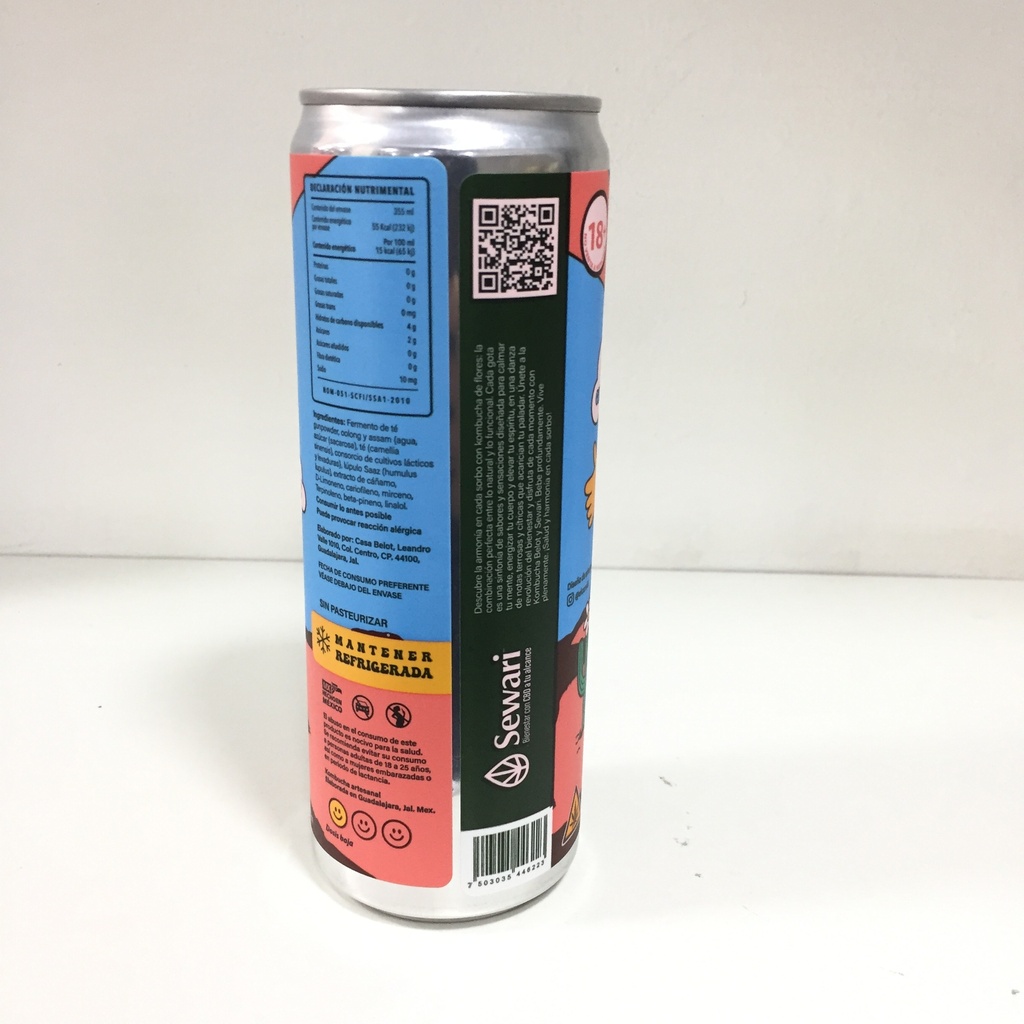 DECLARACIÓN NUTRIMENTAL
Contenido del envase 355 ml
Contenido energético
por envase 55 Kcal (232 kj)
Per 100 ml
Contenido energético 15 kcal (65 kj)
Proteínas 0 g
Grasas totales 0 g
Grasas saturadas 0 g
Grasas trans 0 mg
Hidratos de carbono disponibles 4 g
Azúcares 2 g
Azúcares añadidos 0 g
Fibra dietética 0 g
Sodio 10 mg
NOM-051-SCFI/SSA1-2010
Ingredientes: Fermento de té
gunpowder, oolong y assam (agua,
azúcar (sacerosa), té (camellia
sinensis), consorcio de cultivos lácticos
y levaduras), lúpulo Saaz (humulus
lupulus), extracto de cáñamo,
D-Limoneno, cariofileno, mirceno,
Terpinoleno, beta-pineno, linalol.
Consumir lo antes posible
Puede provocar reacción alérgica
Elaborado por: Casa Belot, Leandro
Valle 1010, Col. Centro, CP, 44100,
Guadalajara, Jal.
FECHA DE CONSUMO PREFERENTE
VÉASE DEBAJO DEL ENVASE
SIN PASTEURIZAR
MANTENER
REFRIGERADA
HECHO EN
MÉXICO
El abuso en el consumo de este
producto es nocivo para la salud.
Se recomienda evitar su consumo
a personas adultas de 18 a 25 años,
así como a mujeres embarazadas o
en período de lactancia.
Kombucha artesanal
Elaborada en Guadalajara, Jal. Mex.
Dosis baja
Descubre la armonía en cada sorbo con kombucha de flores: la
combinación perfecta entre lo natural y lo funcional. Cada gota
es una sinfonía de sabores y sensaciones diseñada para calmar
tu mente, energizar tu cuerpo y elevar tu espíritu, en una danza
de notas terrosas y cítricas que acarician tu paladar. Únete a la
revolución del bienestar y disfruta de cada momento con
Kombucha Belot y Sewari. Bebe profundamente. Vive
plenamente. ¡Salud y harmonía en cada sorbo!
Sewari
Bienestar con CBD a tu alcance
7 503035 446223
18+